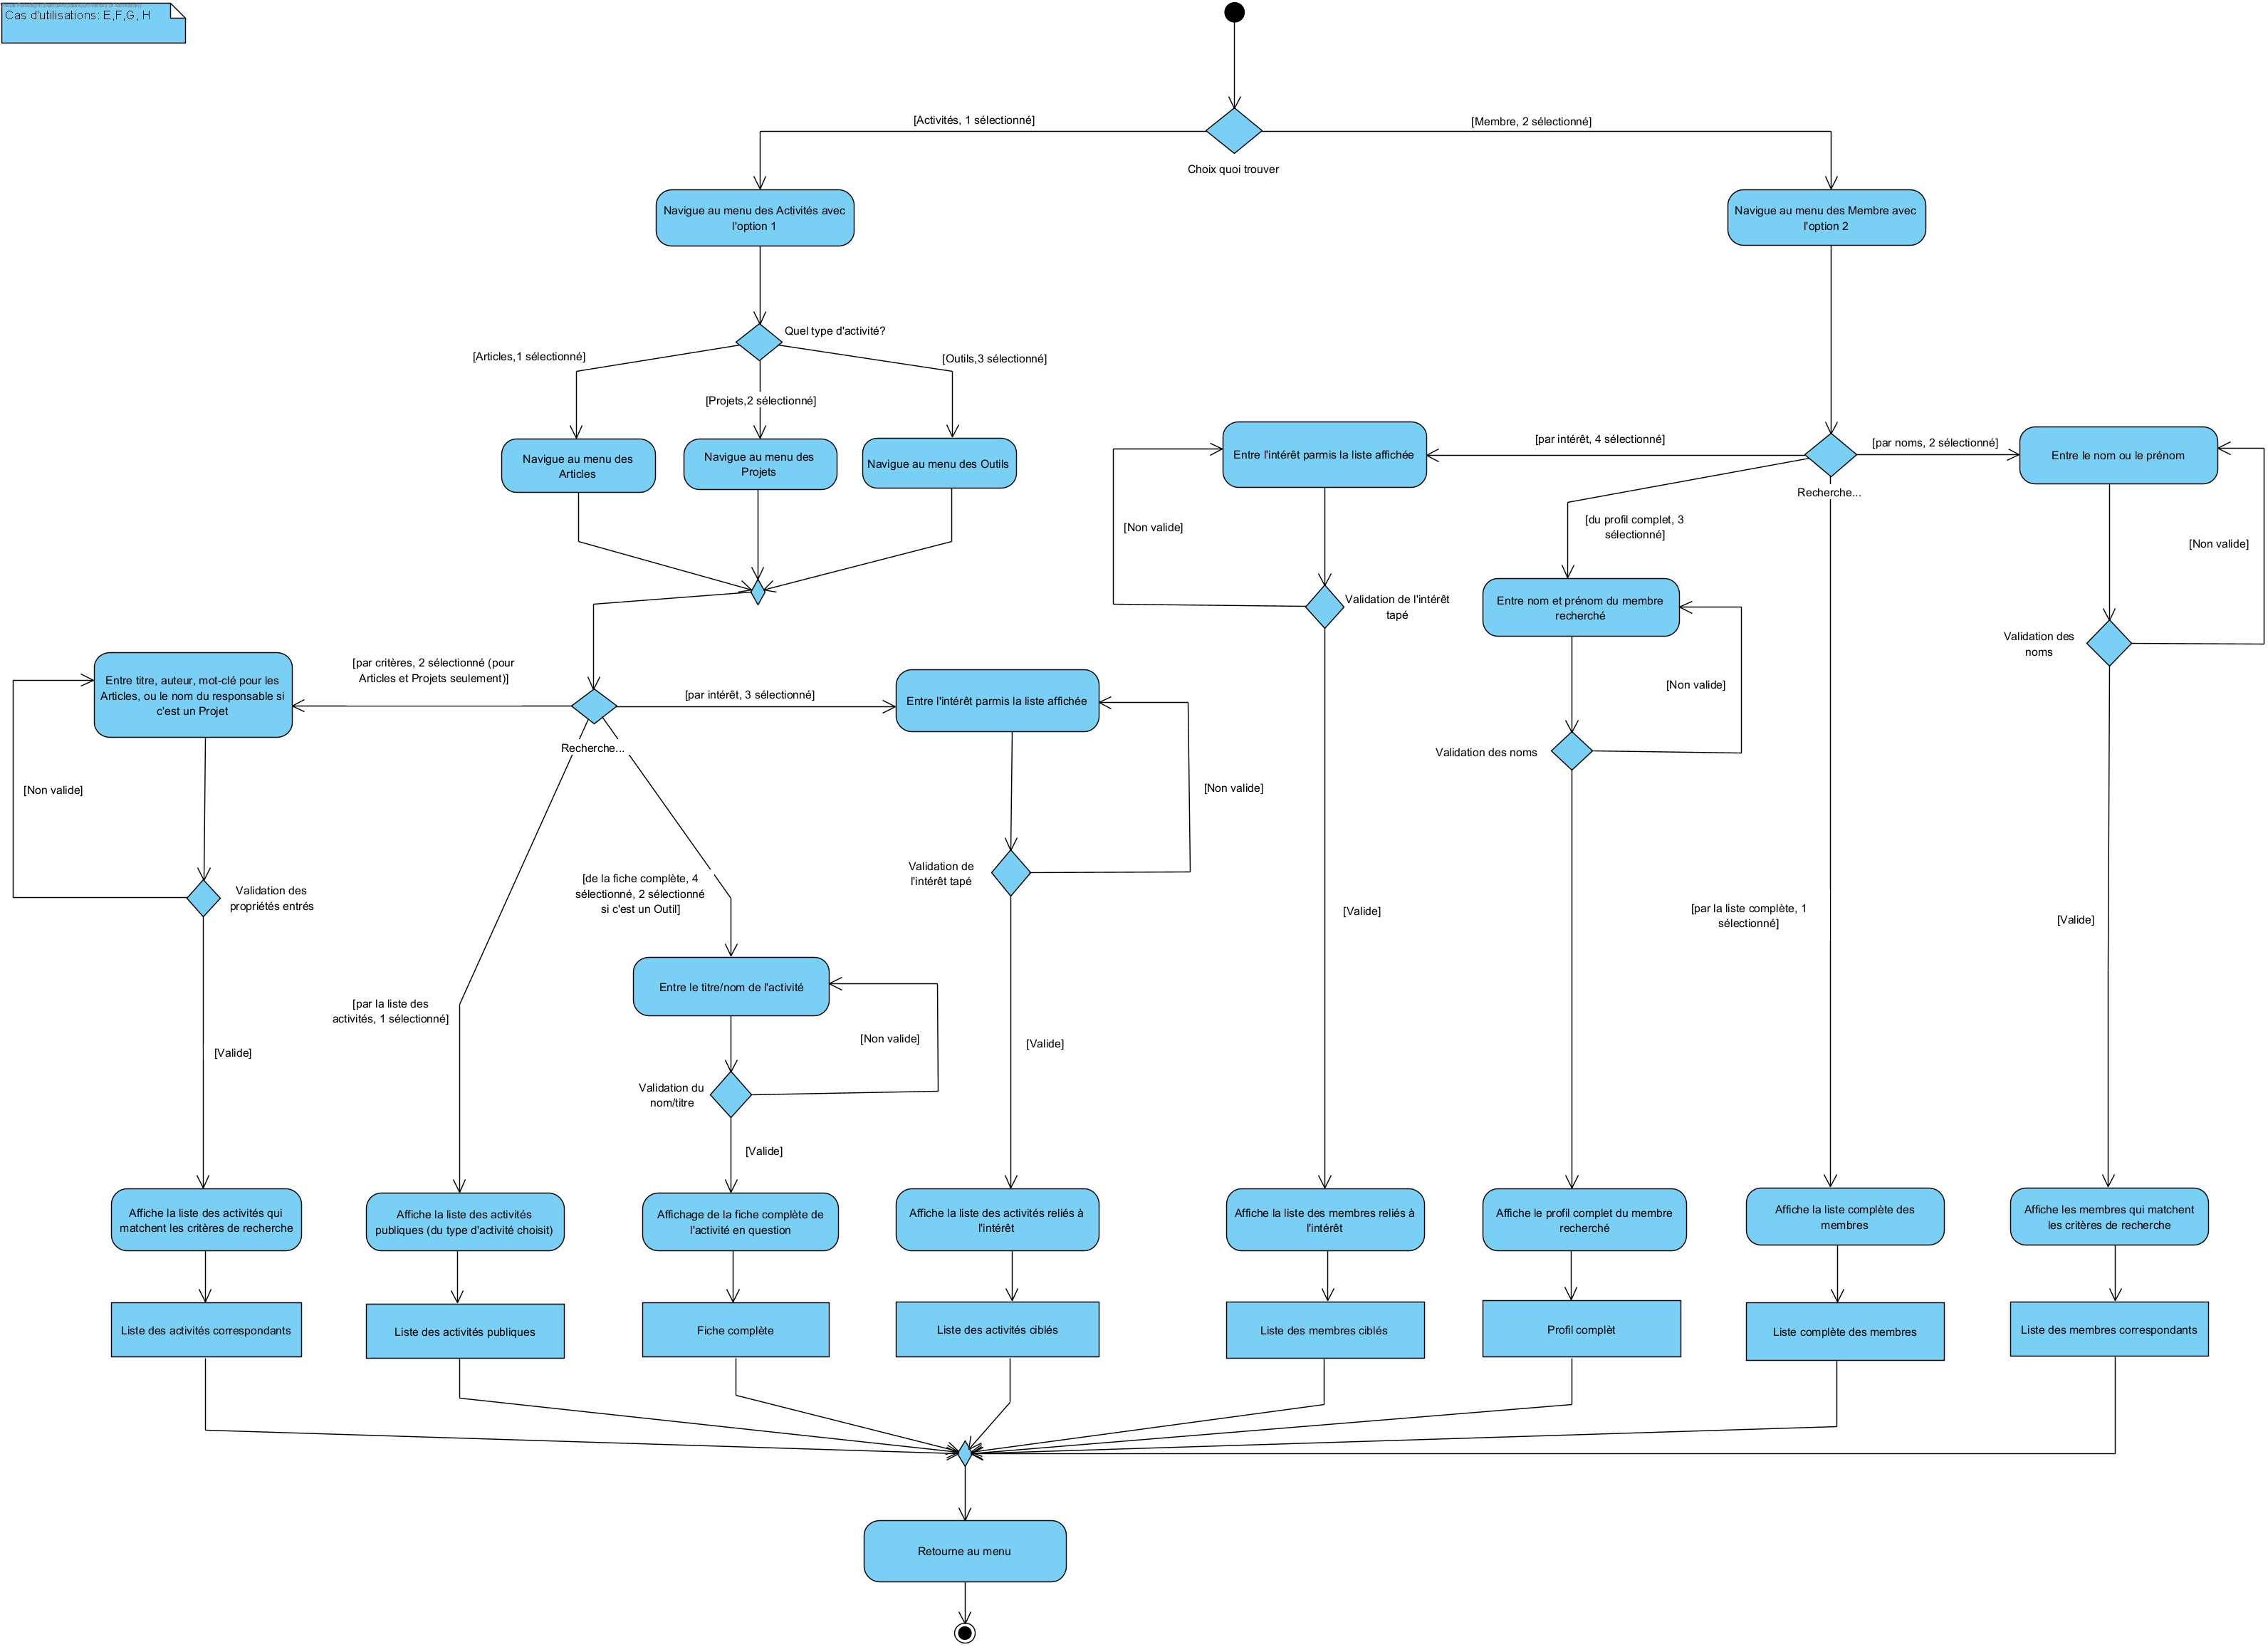 Cas d'utilisations: E,F,G, H
[Activités, 1 sélectionné]
[Membre, 2 sélectionné]
Choix quoi trouver
Navigue au menu des Activités avec
l'option 1
Navigue au menu des Membre avec
l'option 2
Quel type d'activité?
[Articles,1 sélectionné]
[Outils,3 sélectionné]
[Projets,2 sélectionné]
Navigue au menu des
Articles
Navigue au menu des
Projets
Navigue au menu des Outils
Entre l'intérêt parmis la liste affichée
[par intérêt, 4 sélectionné]
[par noms, 2 sélectionné]
Entre le nom ou le prénom
Recherche...
[Non valide]
[du profil complet, 3
sélectionné]
[Non valide]
Validation de l'intérêt
tapé
Entre nom et prénom du membre
recherché
Validation des
noms
[Non valide]
Validation des noms
Entre titre, auteur, mot-clé pour les
Articles, ou le nom du responsable si
c'est un Projet
[par critères, 2 sélectionné (pour
Articles et Projets seulement)]
[par intérêt, 3 sélectionné]
Entre l'intérêt parmis la liste affichée
Recherche...
[Non valide]
[Non valide]
Validation des
propriétés entrés
[de la fiche complète, 4
sélectionné, 2 sélectionné
si c'est un Outil]
Validation de
l'intérêt tapé
[Valide]
[par la liste complète, 1
sélectionné]
[Valide]
[par la liste des
activités, 1 sélectionné]
Entre le titre/nom de l'activité
[Non valide]
[Valide]
[Valide]
Validation du
nom/titre
[Valide]
Affiche la liste des activités qui
matchent les critères de recherche
Affiche la liste des activités
publiques (du type d'activité choisit)
Affichage de la fiche complète de
l'activité en question
Affiche la liste des activités reliés à
l'intérêt
Affiche la liste des membres reliés à
l'intérêt
Affiche le profil complet du membre
recherché
Affiche la liste complète des
membres
Affiche les membres qui matchent
les critères de recherche
Liste des activités correspondants
Liste des activités publiques
Fiche complète
Liste des activités ciblés
Liste des membres ciblés
Profil complèt
Liste complète des membres
Liste des membres correspondants
Retourne au menu